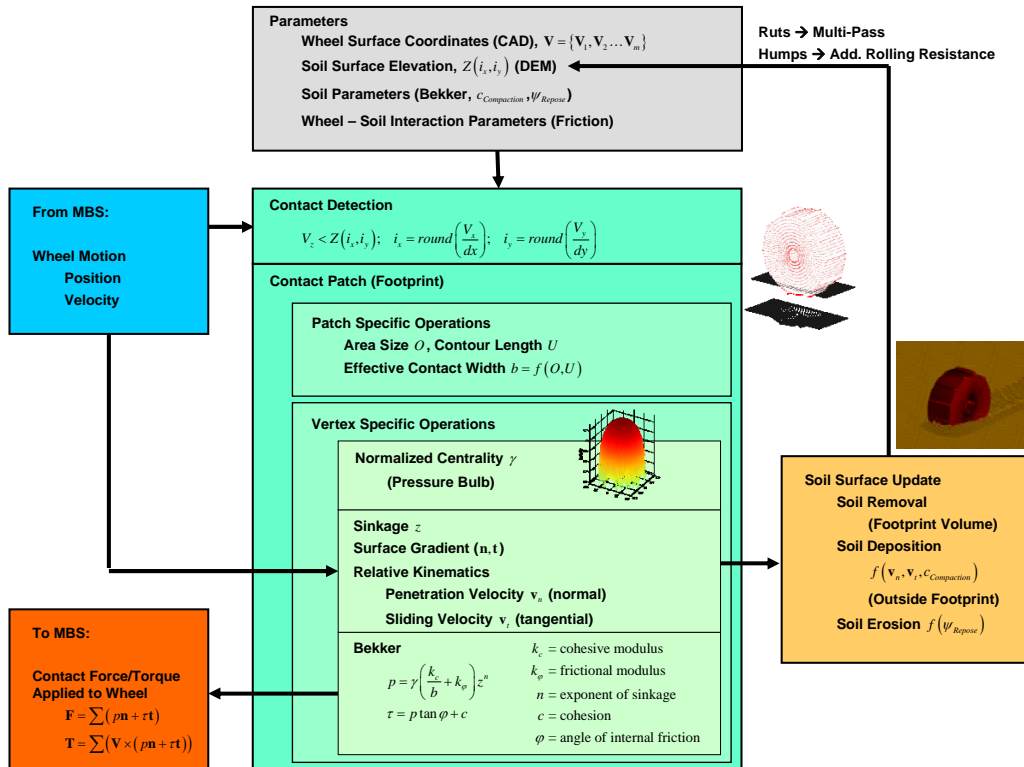 Parameters
Wheel Surface Coordinates (CAD), V = {V₁, V₂ … Vₘ}
Soil Surface Elevation, Z(iₓ, i_y) (DEM)
Soil Parameters (Bekker, c_Compaction, ψ_Repose)
Wheel – Soil Interaction Parameters (Friction)
Ruts → Multi-Pass
Humps → Add. Rolling Resistance
From MBS:
Wheel Motion
Position
Velocity
Contact Detection
V_z < Z(iₓ, i_y); iₓ = round(Vₓ/dx); i_y = round(V_y/dy)
Contact Patch (Footprint)
Patch Specific Operations
Area Size O, Contour Length U
Effective Contact Width b = f(O,U)
Vertex Specific Operations
Normalized Centrality γ
(Pressure Bulb)
Sinkage z
Surface Gradient (n, t)
Relative Kinematics
Penetration Velocity vₙ (normal)
Sliding Velocity vₜ (tangential)
Bekker
p = γ(k_c/b + k_φ)zⁿ
τ = p tan φ + c
k_c = cohesive modulus
k_φ = frictional modulus
n = exponent of sinkage
c = cohesion
φ = angle of internal friction
Soil Surface Update
Soil Removal
(Footprint Volume)
Soil Deposition
f(vₙ, vₜ, c_Compaction)
(Outside Footprint)
Soil Erosion f(ψ_Repose)
To MBS:
Contact Force/Torque
Applied to Wheel
F = ∑(pn + τt)
T = ∑(V × (pn + τt))